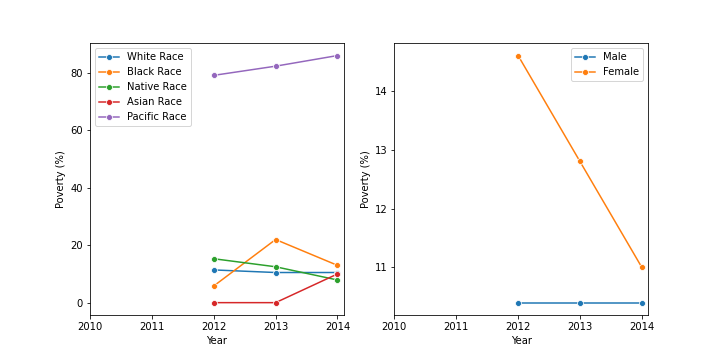 White Race
Black Race
Native Race
Asian Race
Pacific Race
80
60
40
20
0
Poverty (%)
2010 2011 2012 2013 2014
Year
Male
Female
14
13
12
11
Poverty (%)
2010 2011 2012 2013 2014
Year